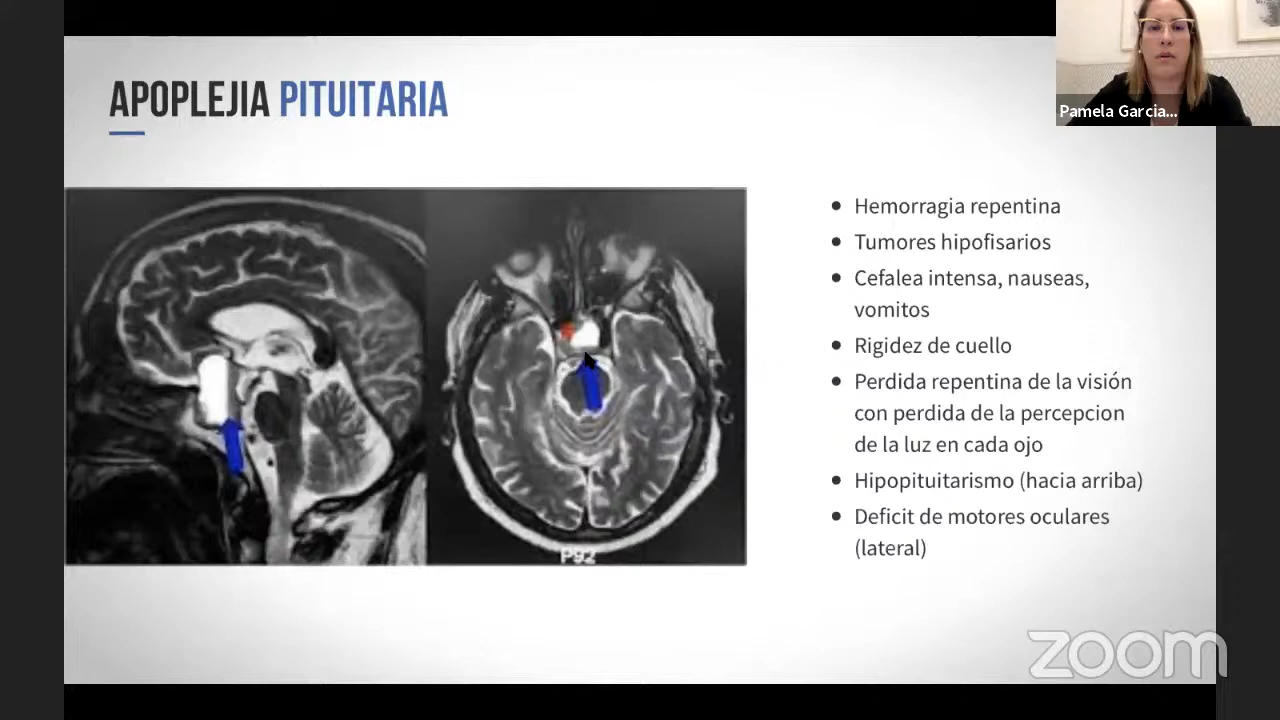 APOPLEJIA PITUITARIA
Pamela Garcia...
Hemorragia repentina
Tumores hipofisarios
Cefalea intensa, nauseas,
vomitos
Rigidez de cuello
Perdida repentina de la visión
con perdida de la percepcion
de la luz en cada ojo
Hipopituitarismo (hacia arriba)
Deficit de motores oculares
(lateral)
P92
zoom